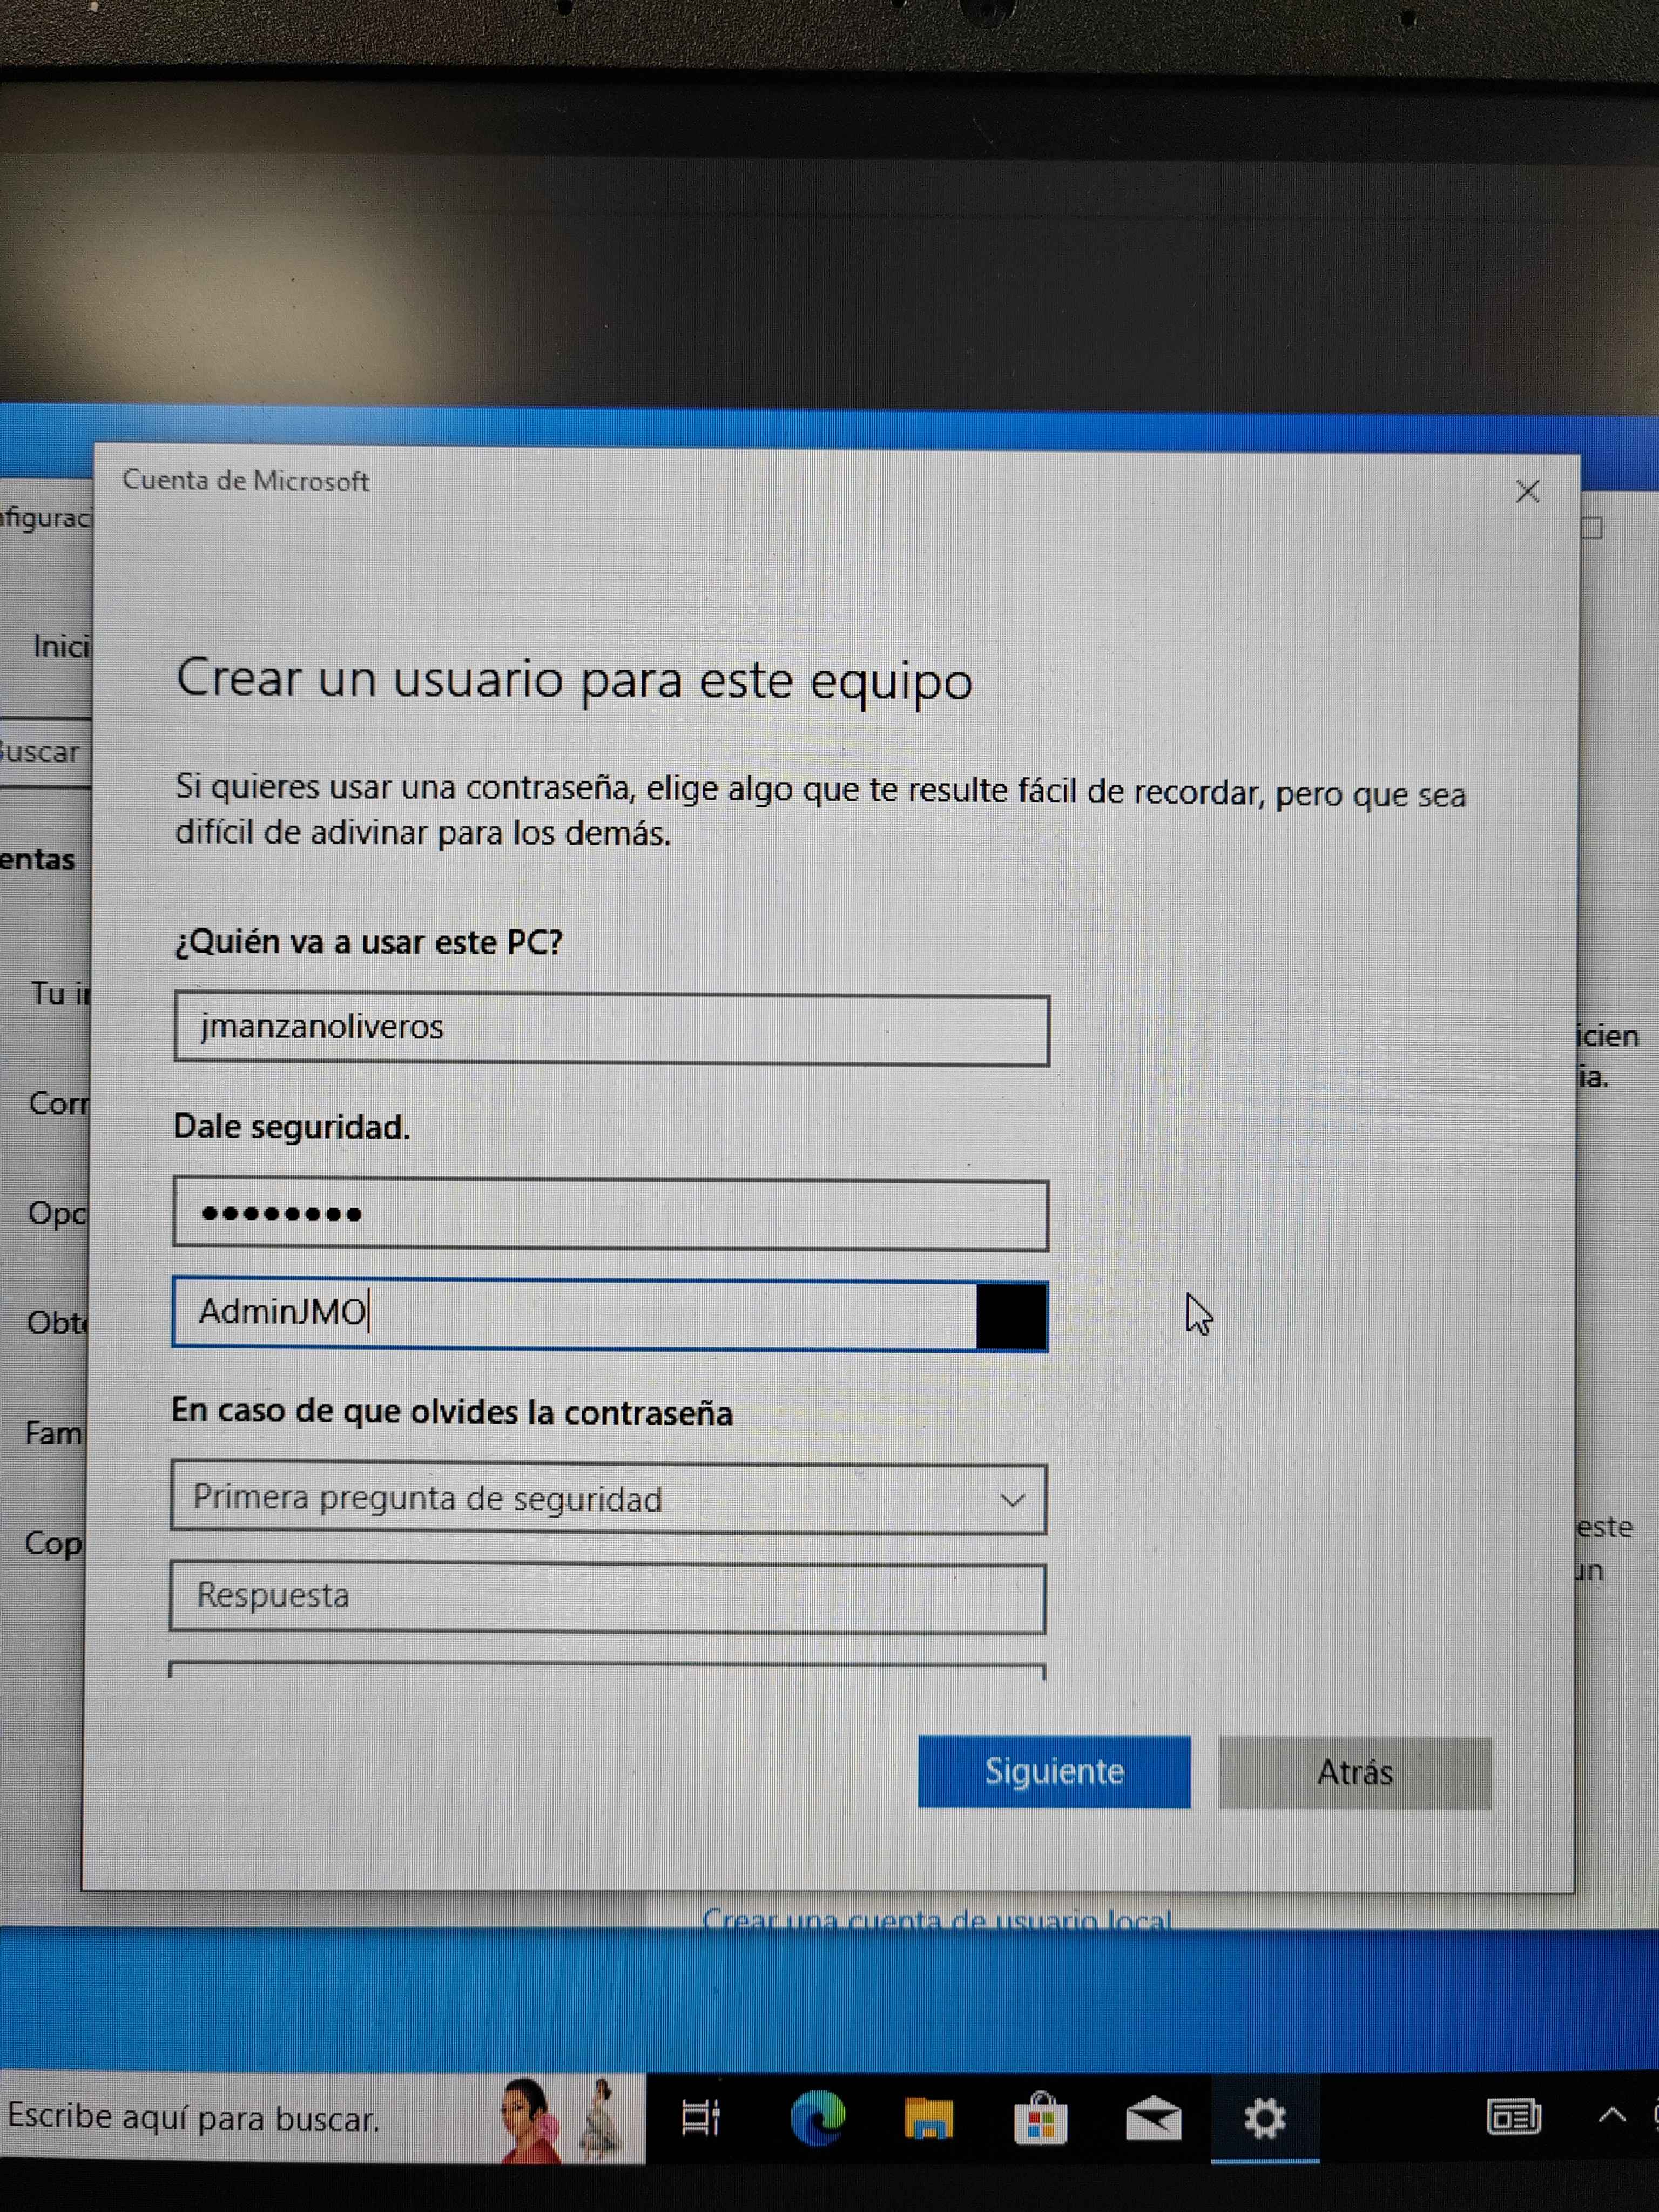 Cuenta de Microsoft
Inici
Crear un usuario para este equipo
Buscar
Si quieres usar una contraseña, elige algo que te resulte fácil de recordar, pero que sea
difícil de adivinar para los demás.
entas
¿Quién va a usar este PC?
Tu in
jmanzanoliveros
icien
ia.
Corr
Dale seguridad.
Opc
••••••••
AdminJMO
Obte
En caso de que olvides la contraseña
Fam
Primera pregunta de seguridad
este
un
Cop
Respuesta
Siguiente
Atrás
Crear una cuenta de usuario local
Escribe aquí para buscar.